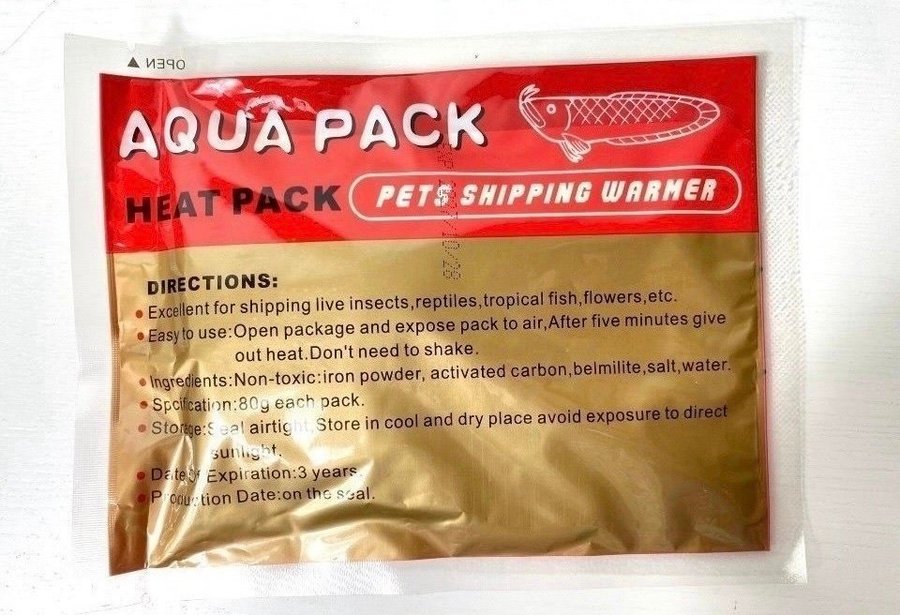 OPEN
AQUA PACK
HEAT PACK PETS SHIPPING WARMER
DIRECTIONS:
Excellent for shipping live insects,reptiles,tropical fish,flowers,etc.
Easy to use:Open package and expose pack to air,After five minutes give
out heat.Don't need to shake.
Ingredients:Non-toxic:iron powder, activated carbon,belmilite,salt,water.
Spcification:80g each pack.
Storage:Seal airtight,Store in cool and dry place avoid exposure to direct
sunlight.
Date of Expiration:3 years.
Production Date:on the seal.